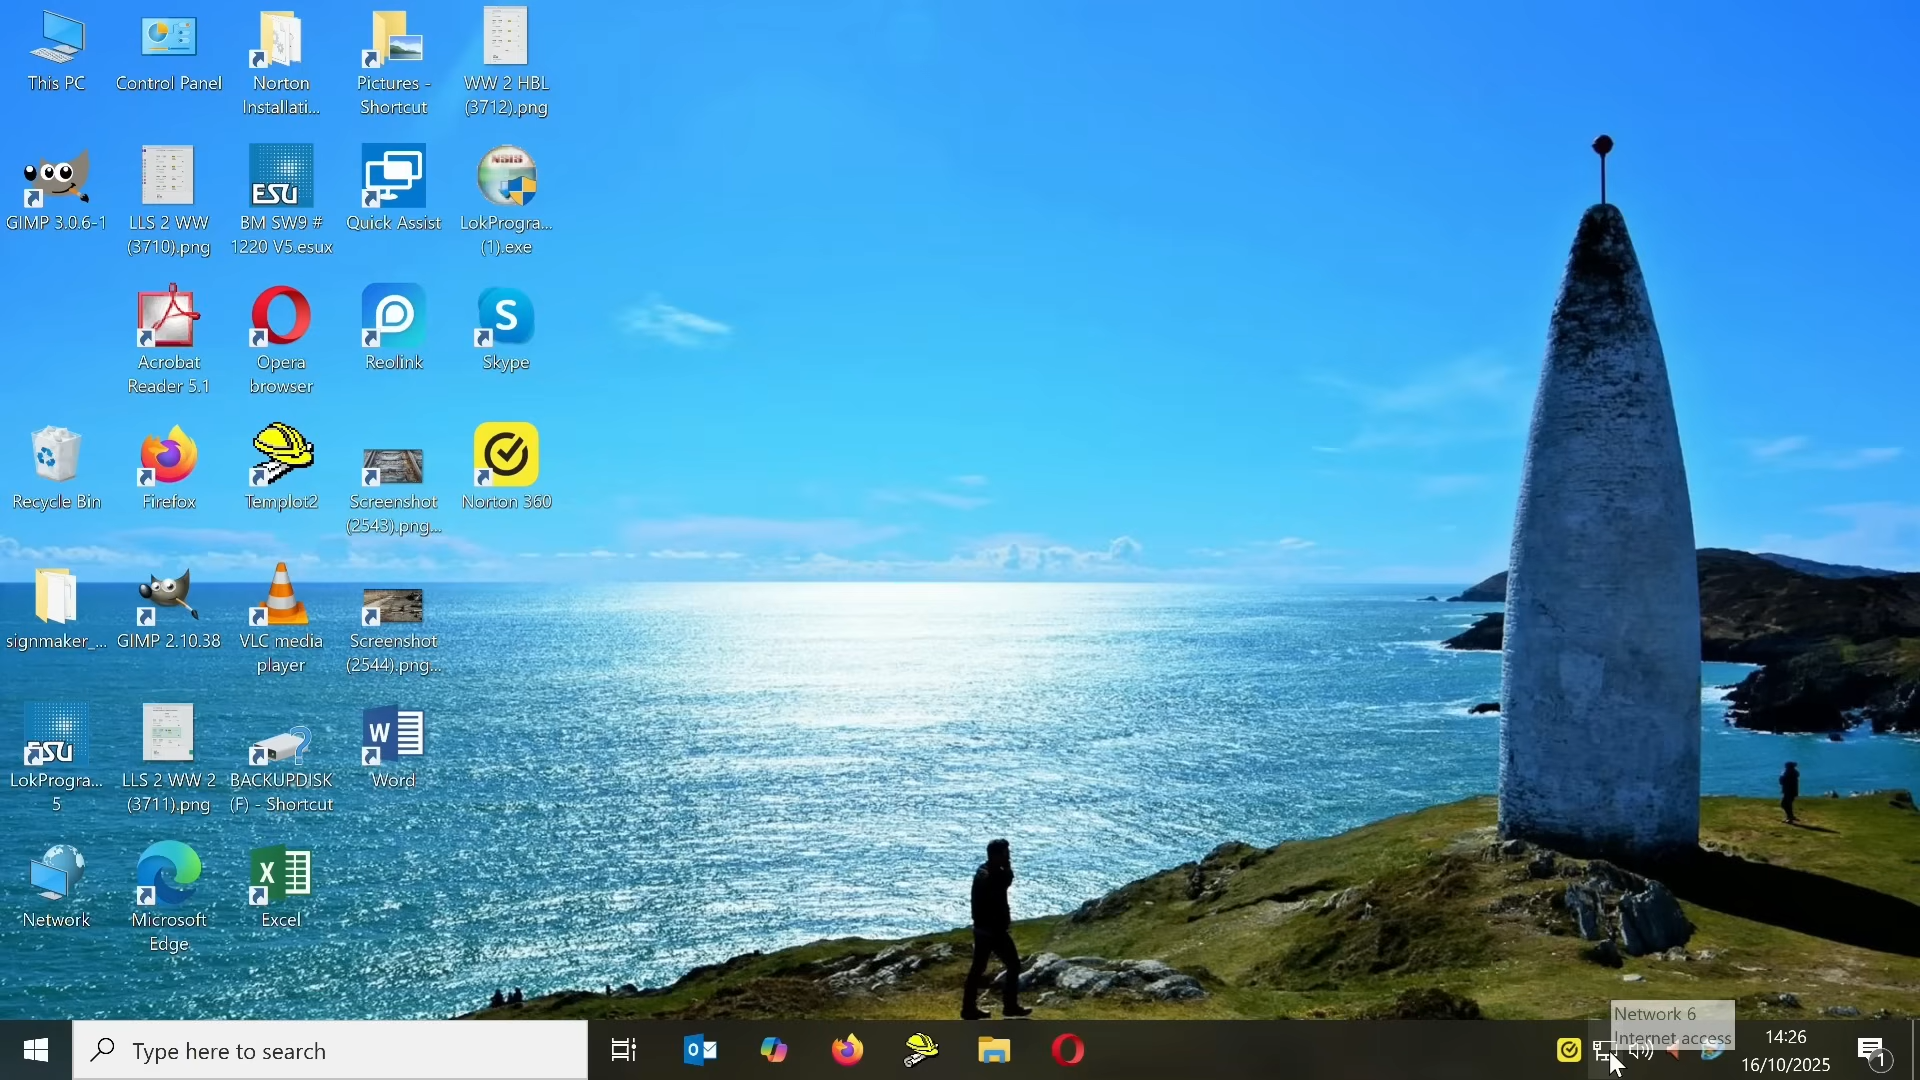 This PC
Control Panel
Norton
Installati...
Pictures -
Shortcut
WW 2 HBL
(3712).png
GIMP 3.0.6-1
LLS 2 WW
(3710).png
ESU
BM SW9 #
1220 V5.esux
Quick Assist
LokProgra...
(1).exe
Acrobat
Reader 5.1
Opera
browser
Reolink
S
Skype
Recycle Bin
Firefox
Templot2
Screenshot
(2543).png...
Norton 360
signmaker_...
GIMP 2.10.38
VLC media
player
Screenshot
(2544).png...
ESU
LokProgra...
5
LLS 2 WW 2
(3711).png
BACKUPDISK
(F) - Shortcut
W
Word
Network
Microsoft
Edge
X
Excel
Type here to search
Network 6
Internet access
14:26
16/10/2025
1